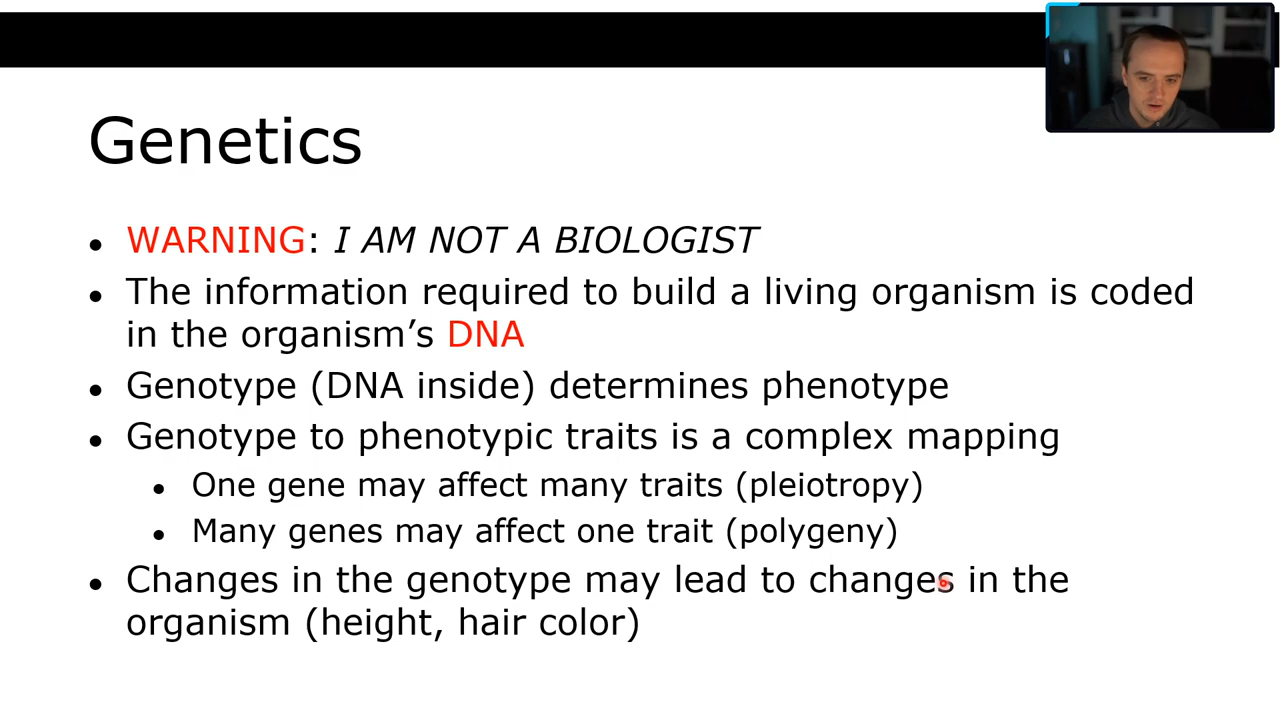 Genetics
• WARNING: I AM NOT A BIOLOGIST
• The information required to build a living organism is coded
in the organism’s DNA
• Genotype (DNA inside) determines phenotype
• Genotype to phenotypic traits is a complex mapping
• One gene may affect many traits (pleiotropy)
• Many genes may affect one trait (polygeny)
• Changes in the genotype may lead to changes in the
organism (height, hair color)